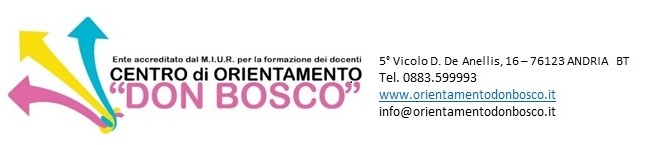 Ente accreditato dal M.I.U.R. per la formazione dei docenti
CENTRO di ORIENTAMENTO
“DON BOSCO”
5° Vicolo D. De Anellis, 16 – 76123 ANDRIA BT
Tel. 0883.599993
www.orientamentodonbosco.it
info@orientamentodonbosco.it